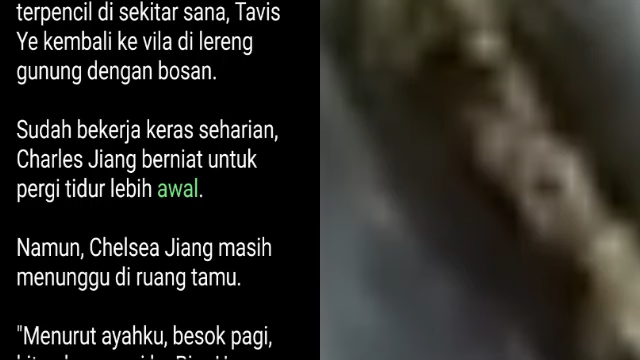 terpencil di sekitar sana, Tavis
Ye kembali ke vila di lereng
gunung dengan bosan.
Sudah bekerja keras seharian,
Charles Jiang berniat untuk
pergi tidur lebih awal.
Namun, Chelsea Jiang masih
menunggu di ruang tamu.
"Menurut ayahku, besok pagi,